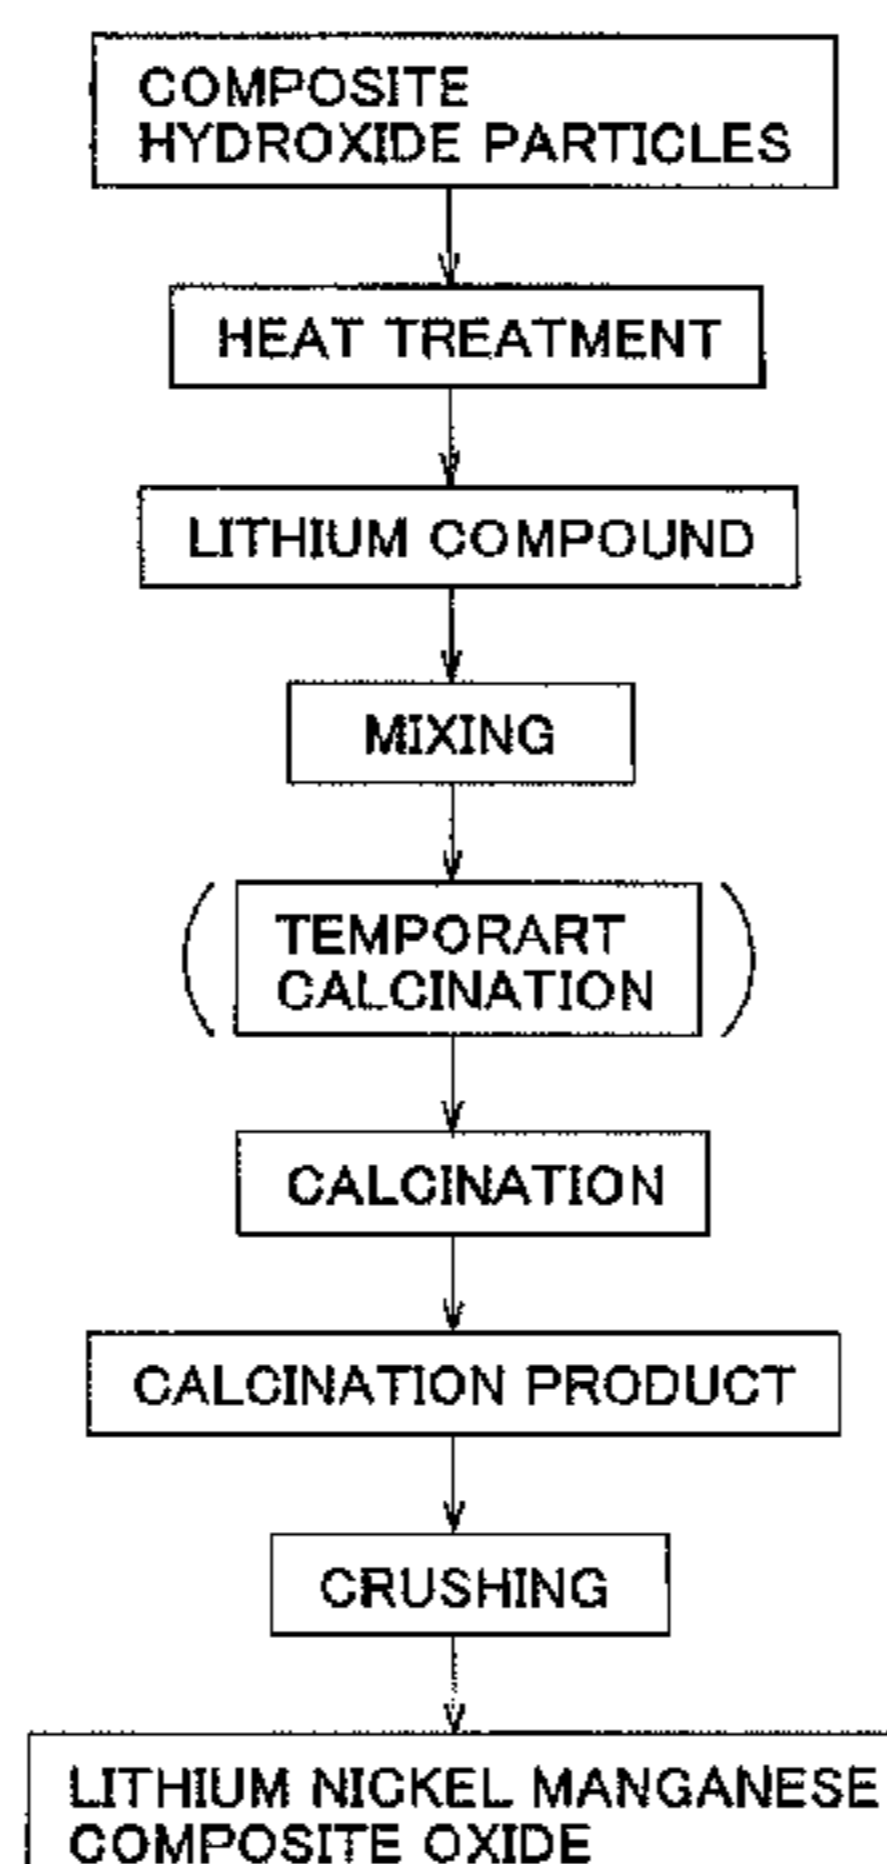 COMPOSITE
HYDROXIDE PARTICLES
HEAT TREATMENT
LITHIUM COMPOUND
MIXING
( TEMPORART
CALCINATION )
CALCINATION
CALCINATION PRODUCT
CRUSHING
LITHIUM NICKEL MANGANESE
COMPOSITE OXIDE